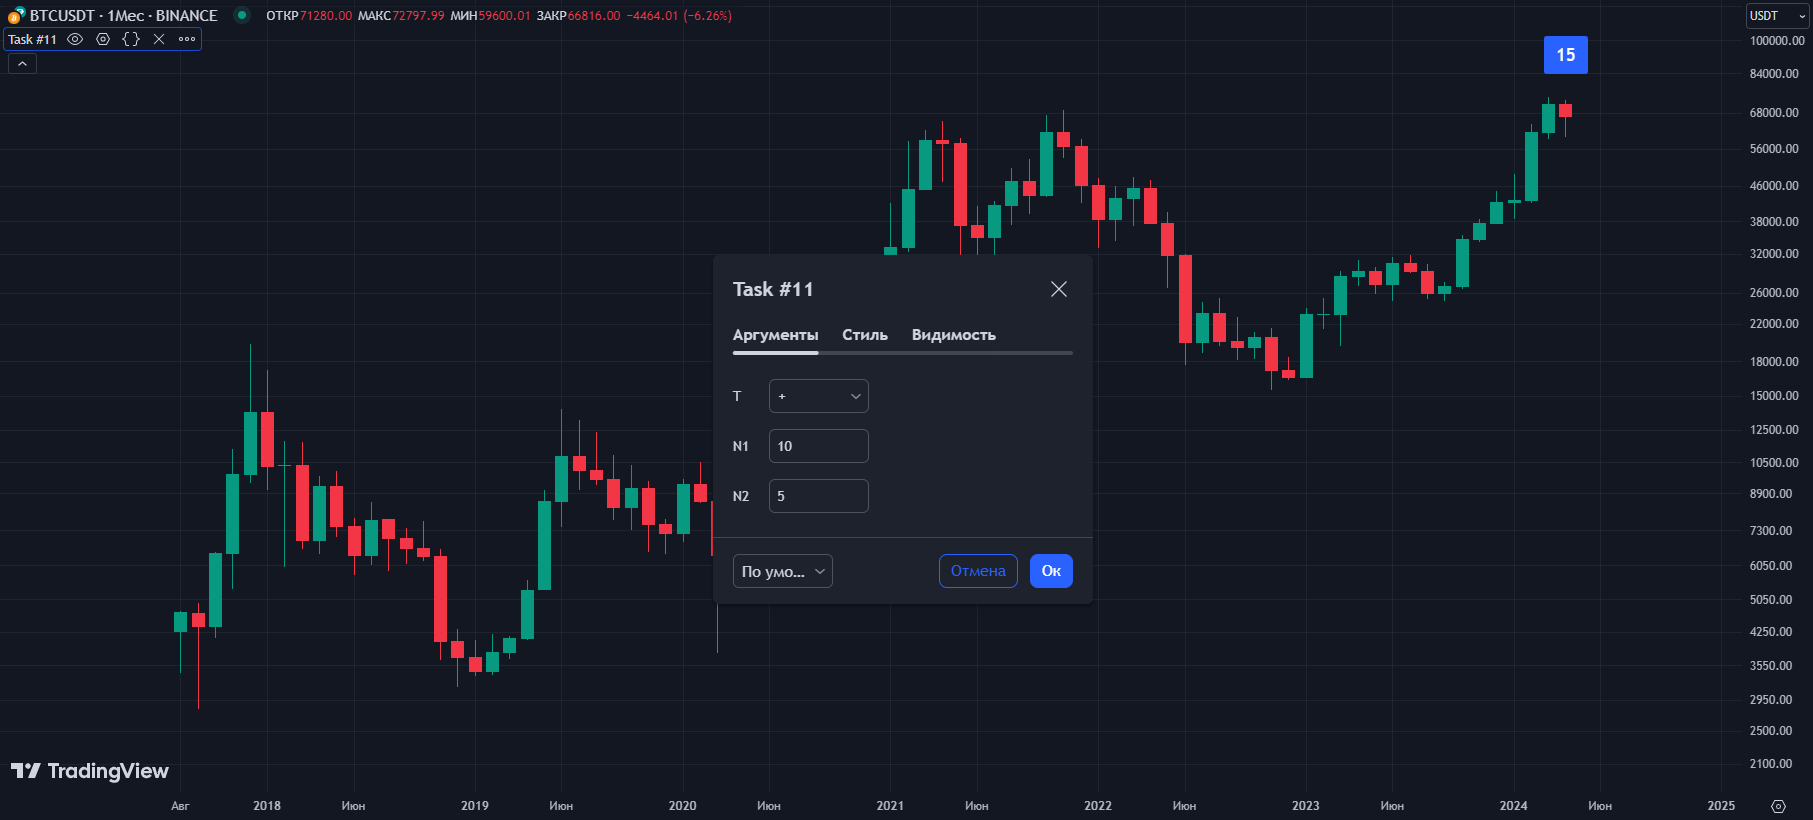 BTCUSDT · 1Мес · BINANCE ОТКР71280.00 МАКС72797.99 МИН59600.01 ЗАКР66816.00 −4464.01 (−6.26%)
USDT
Task #11
15
100000.00
84000.00
68000.00
56000.00
46000.00
38000.00
32000.00
26000.00
22000.00
18000.00
15000.00
12500.00
10500.00
8900.00
7300.00
6050.00
5050.00
4250.00
3550.00
2950.00
2500.00
2100.00
Task #11
Аргументы Стиль Видимость
T +
N1 10
N2 5
По умо... Отмена Ок
TradingView
Авг 2018 Июн 2019 Июн 2020 Июн 2021 Июн 2022 Июн 2023 Июн 2024 Июн 2025